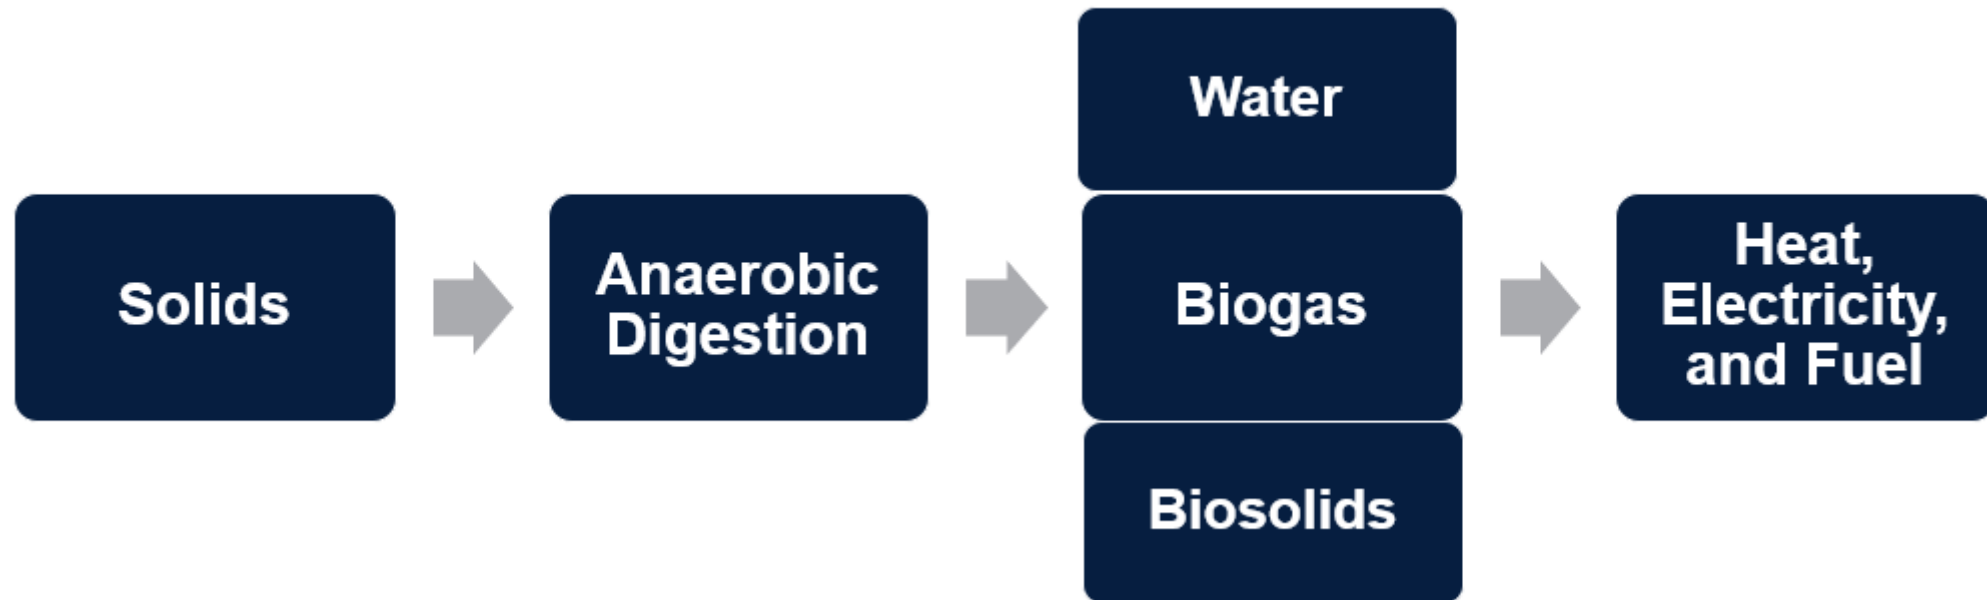 Solids
Anaerobic
Digestion
Water
Biogas
Biosolids
Heat,
Electricity,
and Fuel